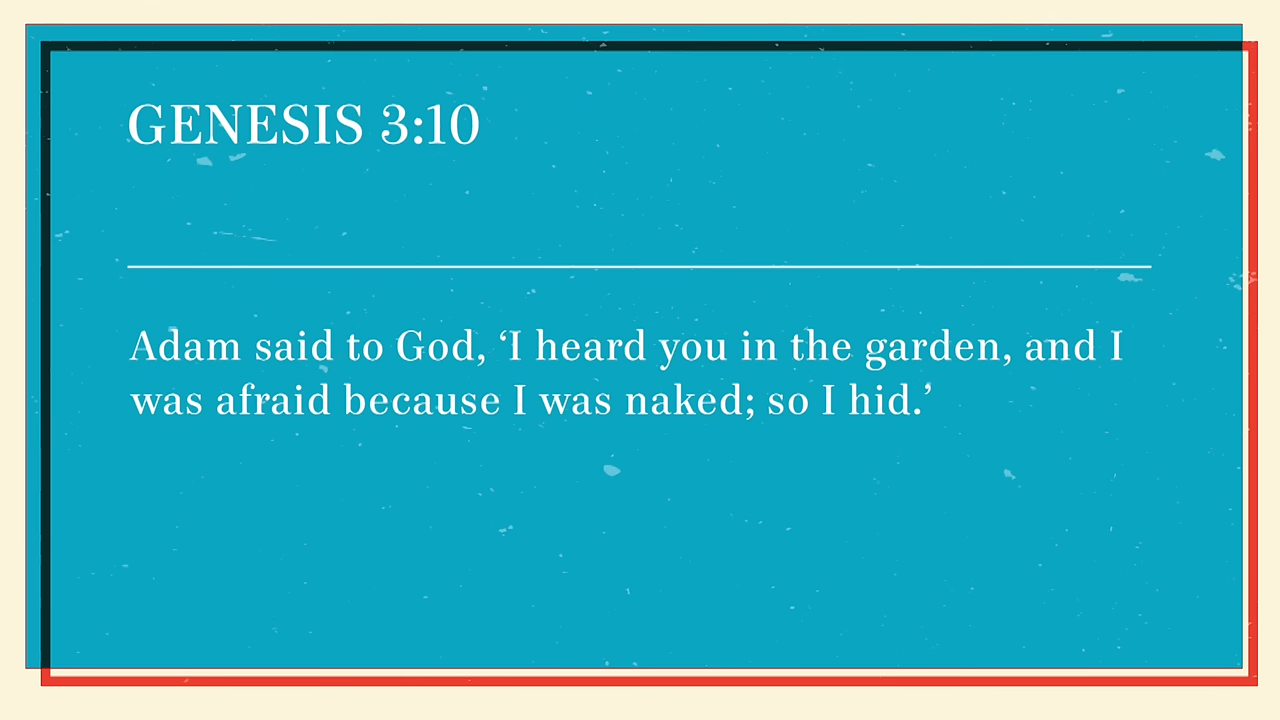 GENESIS 3:10
Adam said to God, ‘I heard you in the garden, and I
was afraid because I was naked; so I hid.’